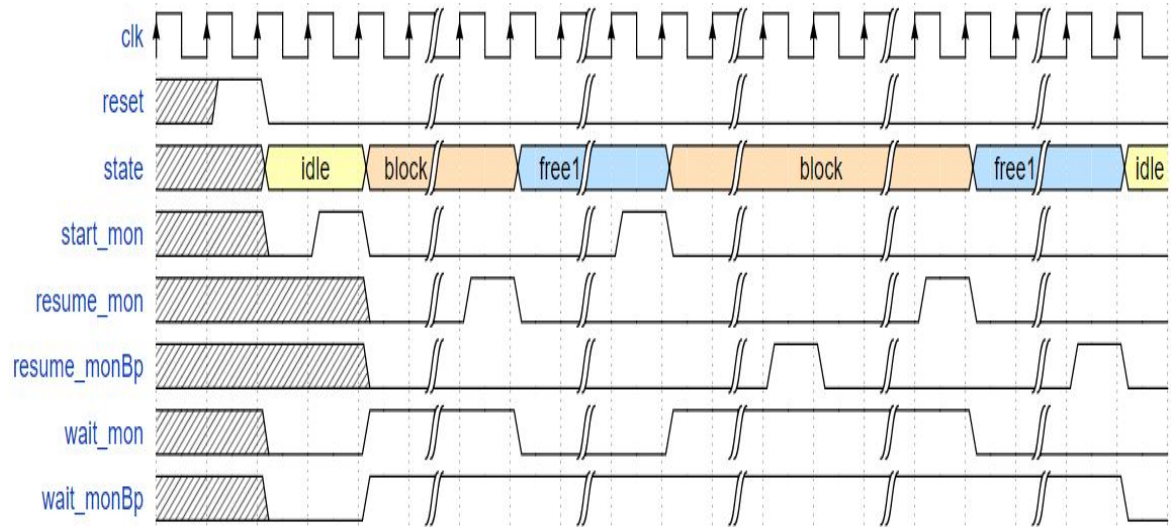 clk
reset
state idle block free1 block free1 idle
start_mon
resume_mon
resume_monBp
wait_mon
wait_monBp